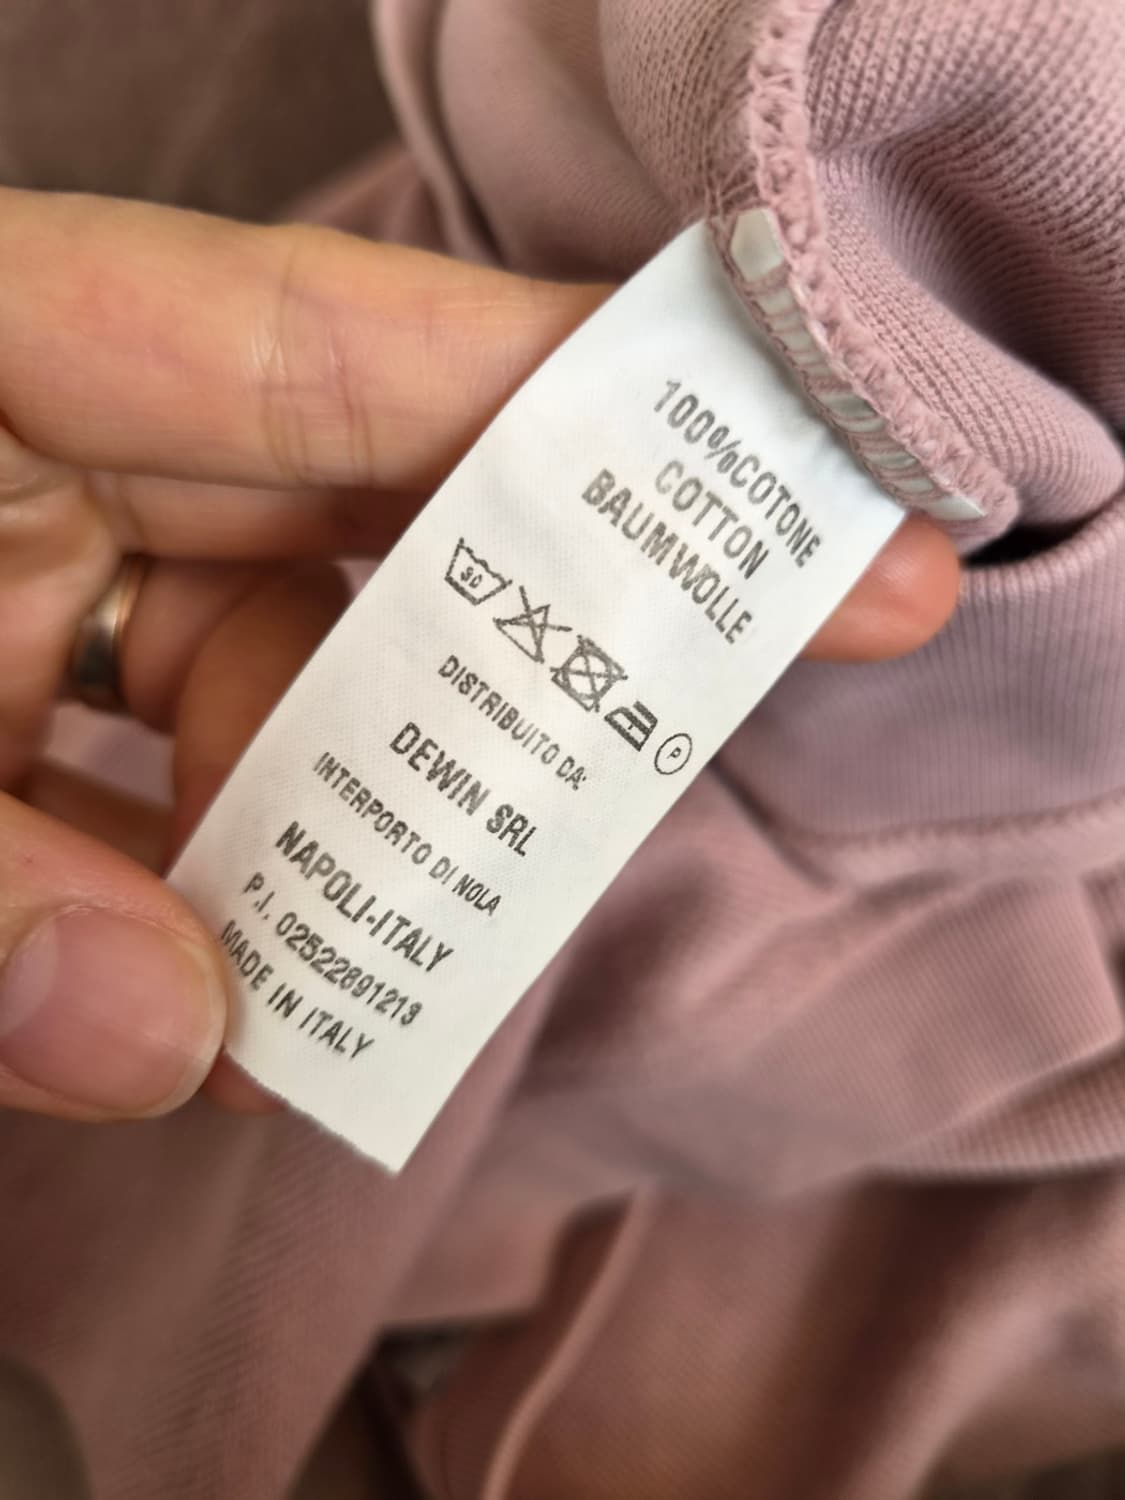 100%COTONE
COTTON
BAUMWOLLE
30
P
DISTRIBUITO DA:
DEWIN SRL
INTERPORTO DI NOLA
NAPOLI-ITALY
P.I. 02522891213
MADE IN ITALY